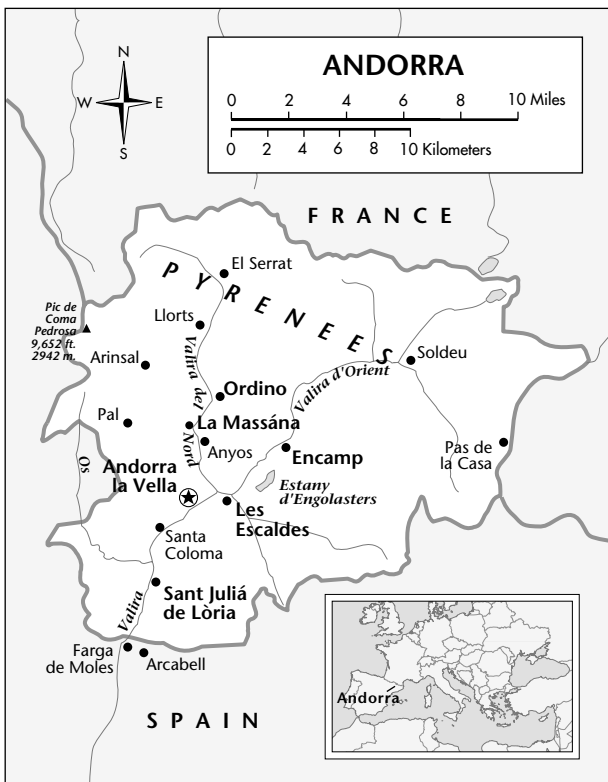 N
W E
S
ANDORRA
0 2 4 6 8 10 Miles
0 2 4 6 8 10 Kilometers
FRANCE
PYRENEES
El Serrat
Pic de
Coma
Pedrosa
9,652 ft.
2942 m.
Llorts
Arinsal
Soldeu
Valira del
Nord
Valira d'Orient
Ordino
Pal
La Massána
Anyos
Encamp
Pas de
la Casa
Os
Andorra
la Vella
Estany
d'Engolasters
Les
Escaldes
Santa
Coloma
Sant Juliá
de Lòria
Valira
Farga
de Moles
Arcabell
SPAIN
Andorra